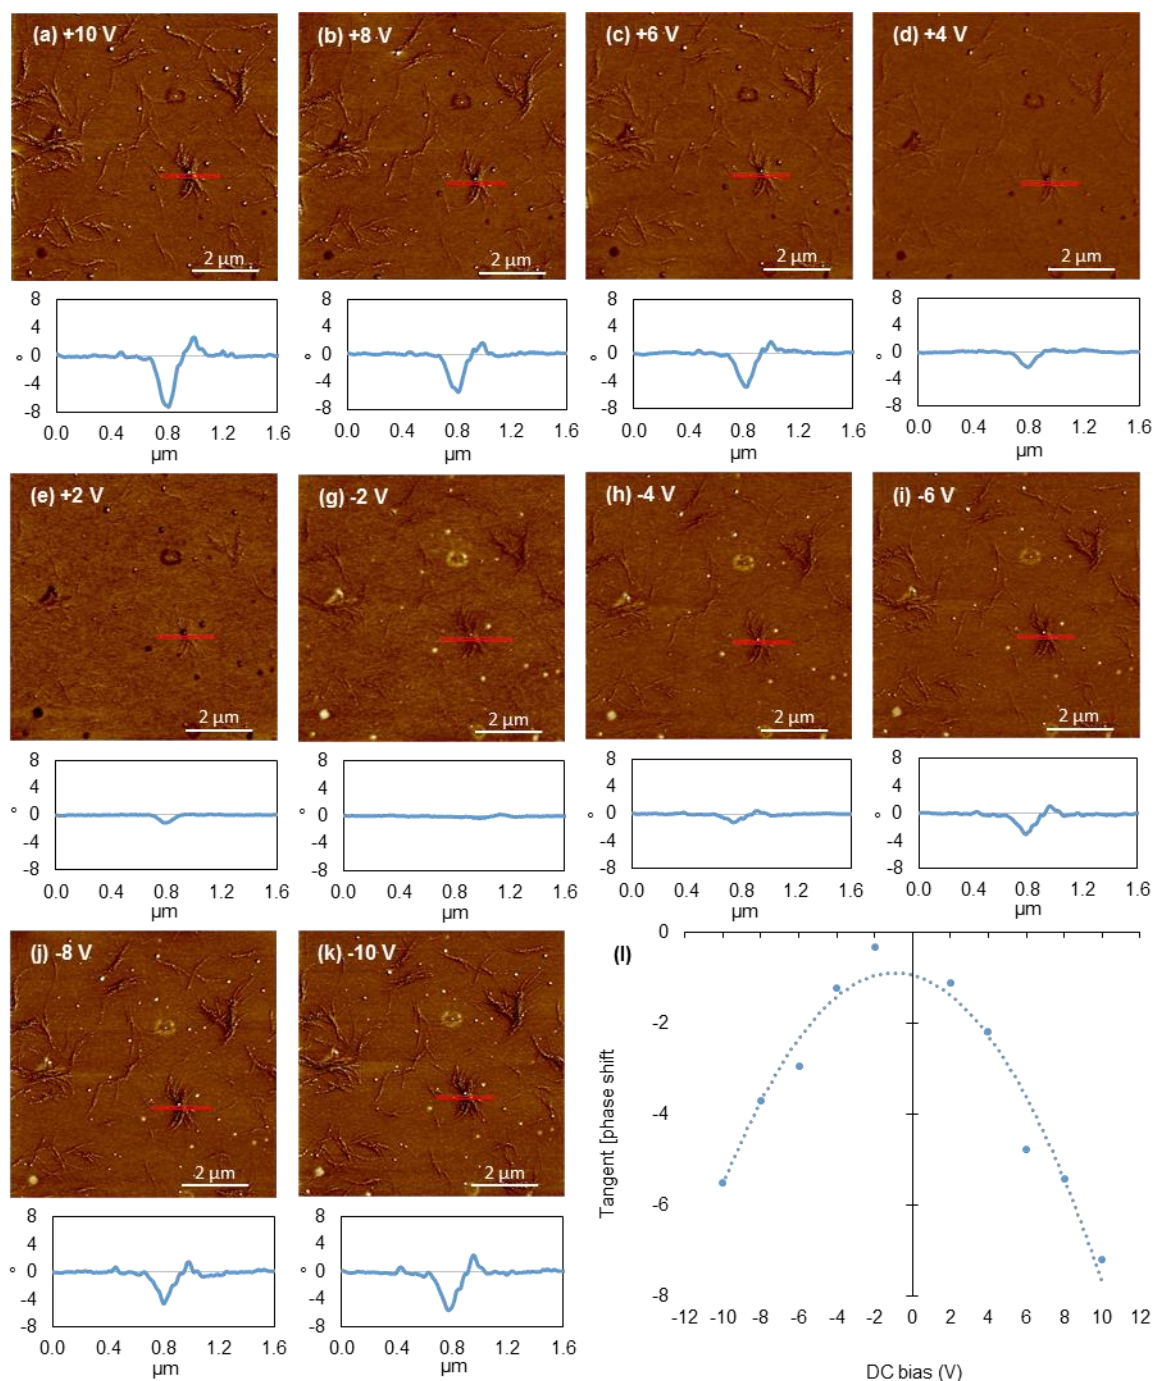 (a) +10 V
(b) +8 V
(c) +6 V
(d) +4 V
2 µm
2 µm
2 µm
2 µm
8
4
0
-4
-8
°
0.0 0.4 0.8 1.2 1.6
µm
8
4
0
-4
-8
°
0.0 0.4 0.8 1.2 1.6
µm
8
4
0
-4
-8
°
0.0 0.4 0.8 1.2 1.6
µm
8
4
0
-4
-8
°
0.0 0.4 0.8 1.2 1.6
µm
(e) +2 V
(g) -2 V
(h) -4 V
(i) -6 V
2 µm
2 µm
2 µm
2 µm
8
4
0
-4
-8
°
0.0 0.4 0.8 1.2 1.6
µm
8
4
0
-4
-8
°
0.0 0.4 0.8 1.2 1.6
µm
8
4
0
-4
-8
°
0.0 0.4 0.8 1.2 1.6
µm
8
4
0
-4
-8
°
0.0 0.4 0.8 1.2 1.6
µm
(j) -8 V
(k) -10 V
2 µm
2 µm
8
4
0
-4
-8
°
0.0 0.4 0.8 1.2 1.6
µm
8
4
0
-4
-8
°
0.0 0.4 0.8 1.2 1.6
µm
(l)
0
-2
-4
-6
-8
Tangent [phase shift
-12 -10 -8 -6 -4 -2 0 2 4 6 8 10 12
DC bias (V)